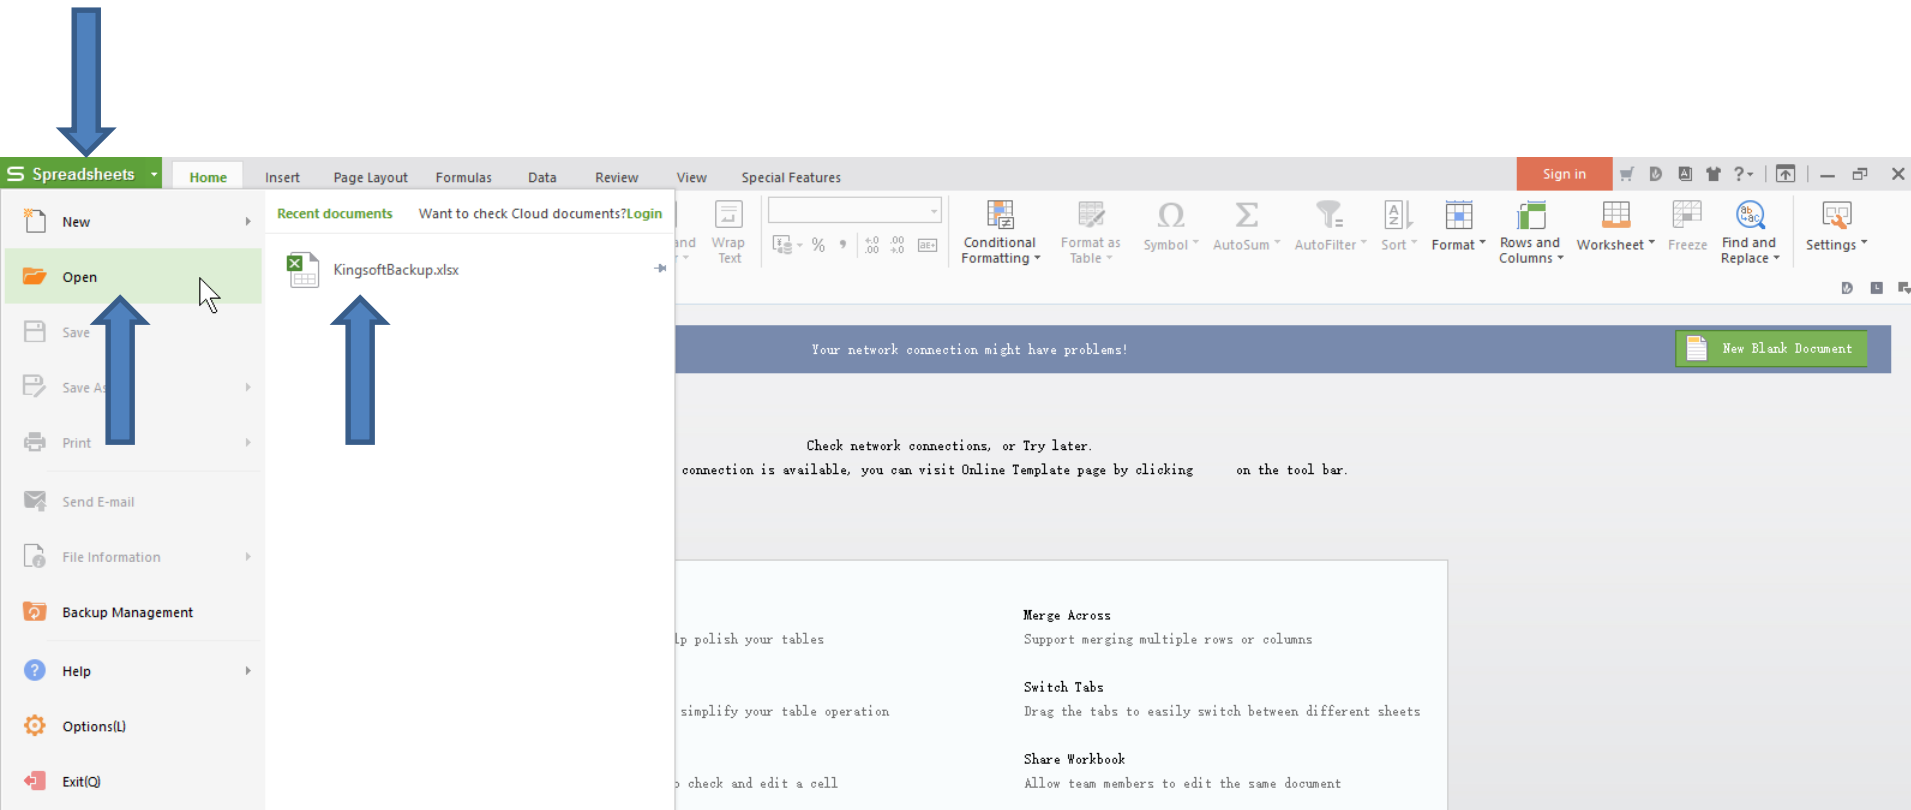 Spreadsheets
Home Insert Page Layout Formulas Data Review View Special Features
Sign in
New
Open
Save
Save As
Print
Send E-mail
File Information
Backup Management
Help
Options(L)
Exit(Q)
Recent documents Want to check Cloud documents?Login
KingsoftBackup.xlsx
and
Wrap
Text
Conditional
Formatting
Format as
Table
Symbol
AutoSum
AutoFilter
Sort
Format
Rows and
Columns
Worksheet
Freeze
Find and
Replace
Settings
Your network connection might have problems!
New Blank Document
Check network connections, or Try later.
connection is available, you can visit Online Template page by clicking on the tool bar.
lp polish your tables
simplify your table operation
o check and edit a cell
Merge Across
Support merging multiple rows or columns
Switch Tabs
Drag the tabs to easily switch between different sheets
Share Workbook
Allow team members to edit the same document